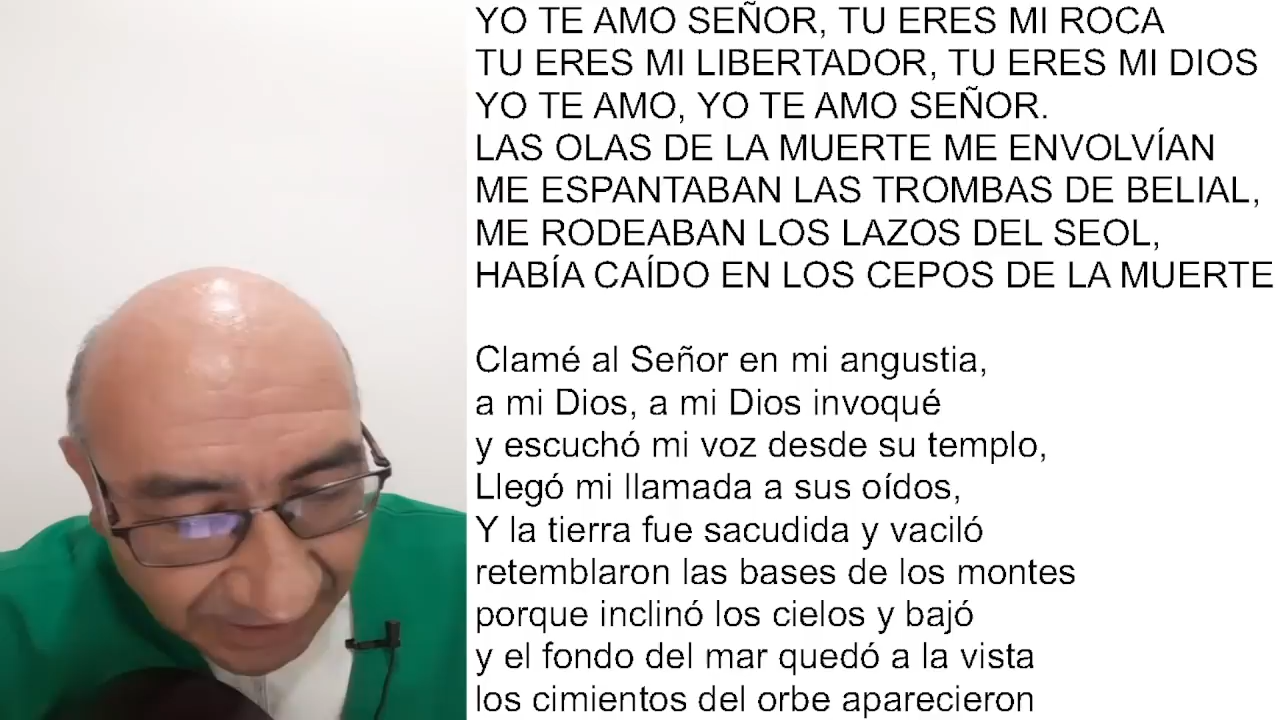 YO TE AMO SEÑOR, TU ERES MI ROCA
TU ERES MI LIBERTADOR, TU ERES MI DIOS
YO TE AMO, YO TE AMO SEÑOR.
LAS OLAS DE LA MUERTE ME ENVOLVÍAN
ME ESPANTABAN LAS TROMBAS DE BELIAL,
ME RODEABAN LOS LAZOS DEL SEOL,
HABÍA CAÍDO EN LOS CEPOS DE LA MUERTE
Clamé al Señor en mi angustia,
a mi Dios, a mi Dios invoqué
y escuchó mi voz desde su templo,
Llegó mi llamada a sus oídos,
Y la tierra fue sacudida y vaciló
retemblaron las bases de los montes
porque inclinó los cielos y bajó
y el fondo del mar quedó a la vista
los cimientos del orbe aparecieron